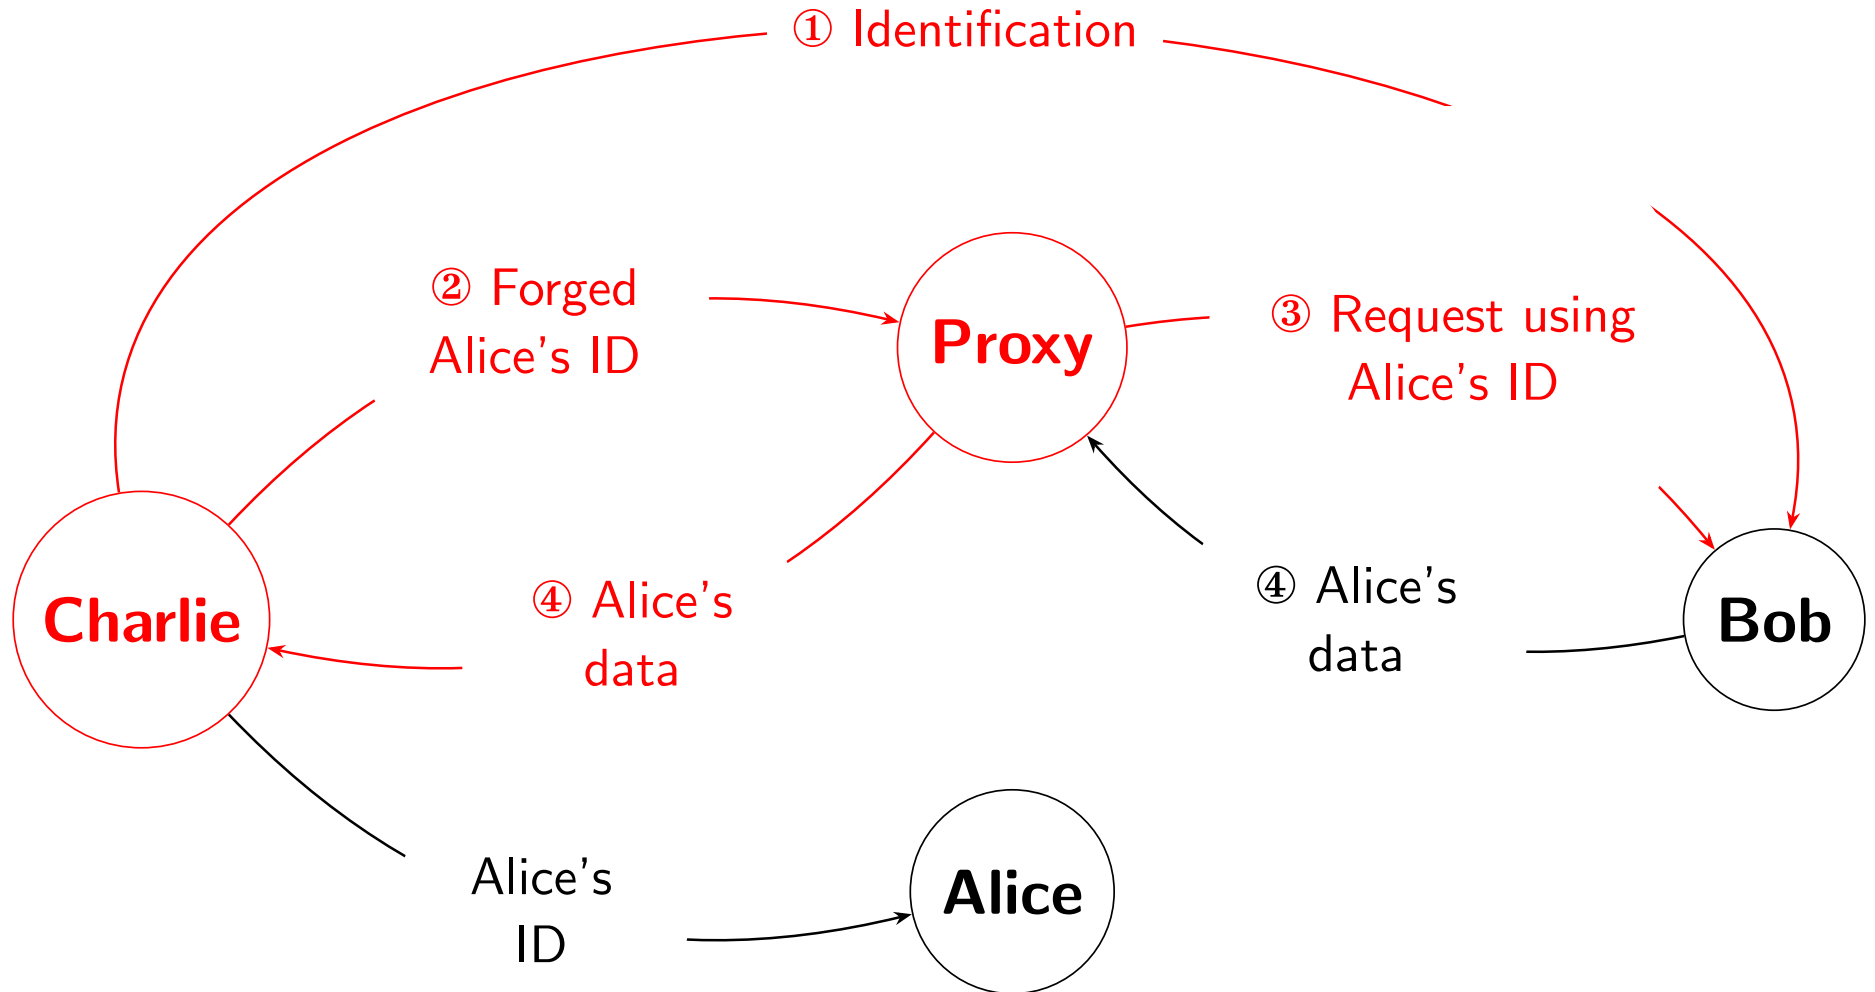 ① Identification
② Forged
Alice's ID
Proxy
③ Request using
Alice's ID
Charlie
④ Alice's
data
④ Alice's
data
Bob
Alice's
ID
Alice